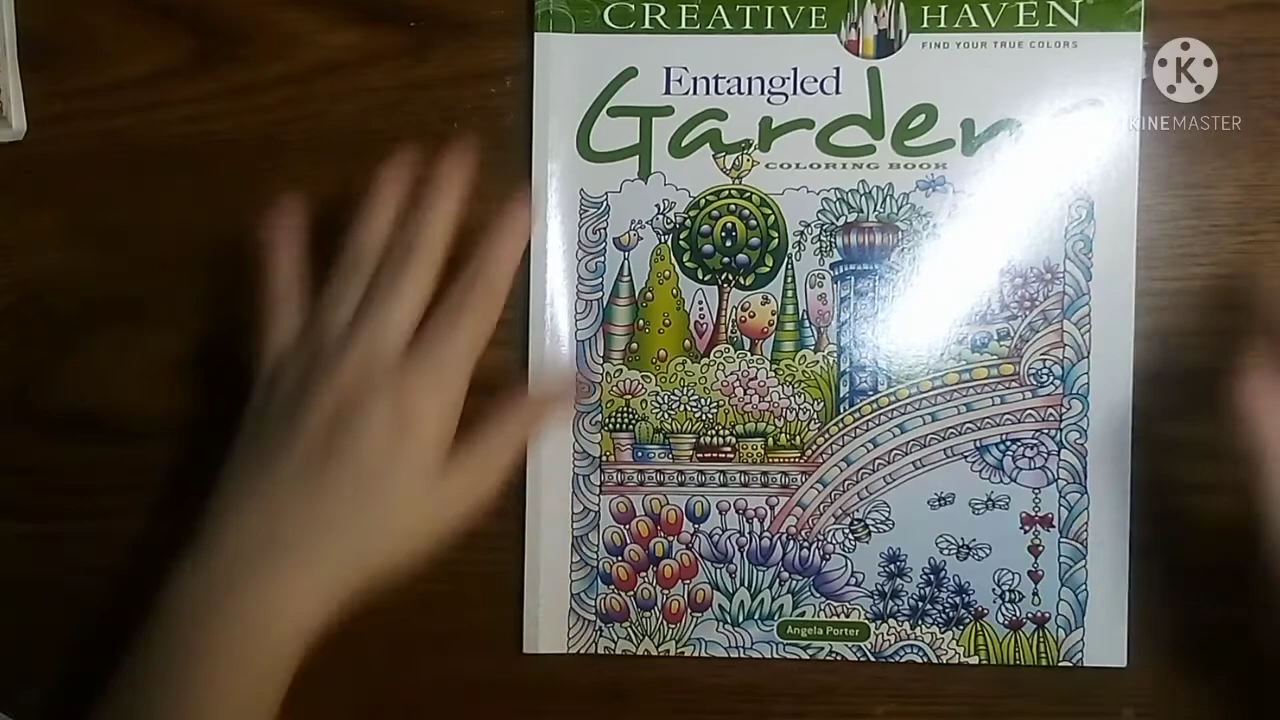 CREATIVE HAVEN
FIND YOUR TRUE COLORS
Entangled
Garden
COLORING BOOK
Angela Porter
K
KINEMASTER